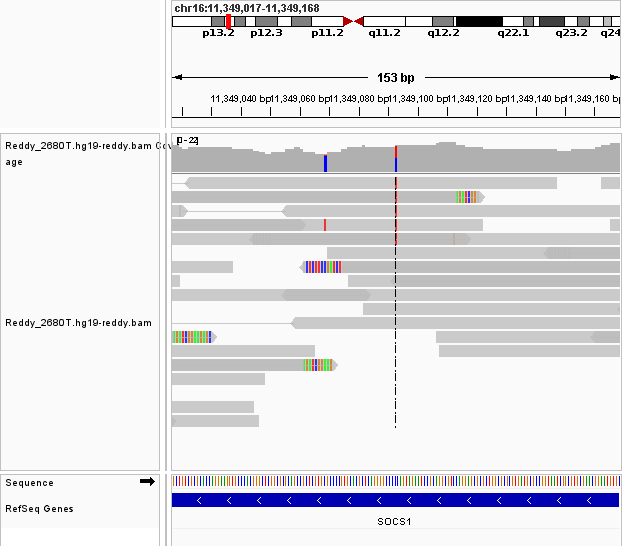 chr16:11,349,017-11,349,168
p13.2 p12.3 p11.2 q11.2 q12.2 q22.1 q23.2 q24
153 bp
11,349,040 bp 11,349,060 bp 11,349,080 bp 11,349,100 bp 11,349,120 bp 11,349,140 bp 11,349,160 bp
[0 - 22]
Reddy_2680T.hg19-reddy.bam Cov
age
Reddy_2680T.hg19-reddy.bam
Sequence
RefSeq Genes
SOCS1